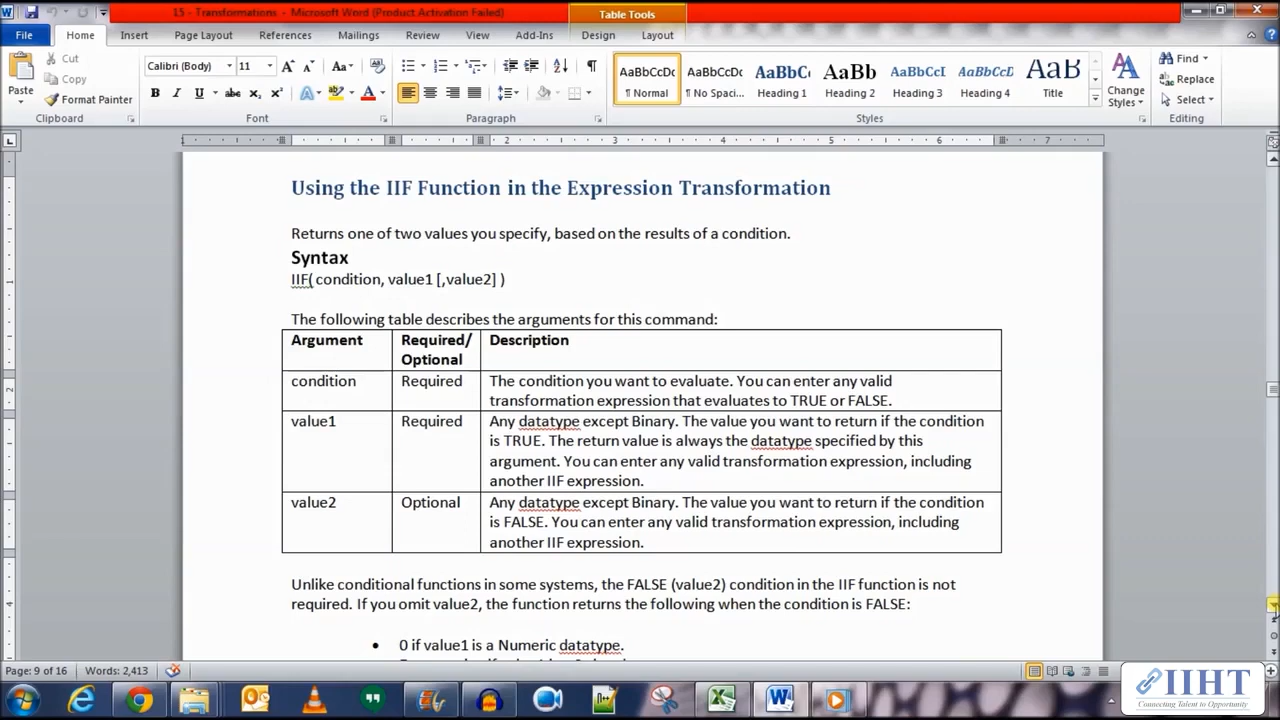 15 - Transformations - Microsoft Word (Product Activation Failed)
Table Tools
File Home Insert Page Layout References Mailings Review View Add-Ins Design Layout
Paste
Cut
Copy
Format Painter
Clipboard
Calibri (Body) 11
Font
Paragraph
AaBbCcDc AaBbCcDc AaBbC AaBbCc AaBbCcI AaBbCcI AaB
¶ Normal ¶ No Spaci... Heading 1 Heading 2 Heading 3 Heading 4 Title
Change Styles
Styles
Find
Replace
Select
Editing
2 3 4 5 6 7
Using the IIF Function in the Expression Transformation
Returns one of two values you specify, based on the results of a condition.
Syntax
IIF( condition, value1 [,value2] )
The following table describes the arguments for this command:
Argument Required/ Description
Optional
condition Required The condition you want to evaluate. You can enter any valid
transformation expression that evaluates to TRUE or FALSE.
value1 Required Any datatype except Binary. The value you want to return if the condition
is TRUE. The return value is always the datatype specified by this
argument. You can enter any valid transformation expression, including
another IIF expression.
value2 Optional Any datatype except Binary. The value you want to return if the condition
is FALSE. You can enter any valid transformation expression, including
another IIF expression.
Unlike conditional functions in some systems, the FALSE (value2) condition in the IIF function is not
required. If you omit value2, the function returns the following when the condition is FALSE:
• 0 if value1 is a Numeric datatype.
Page: 9 of 16 Words: 2,413
IIHT
Connecting Talent to Opportunity